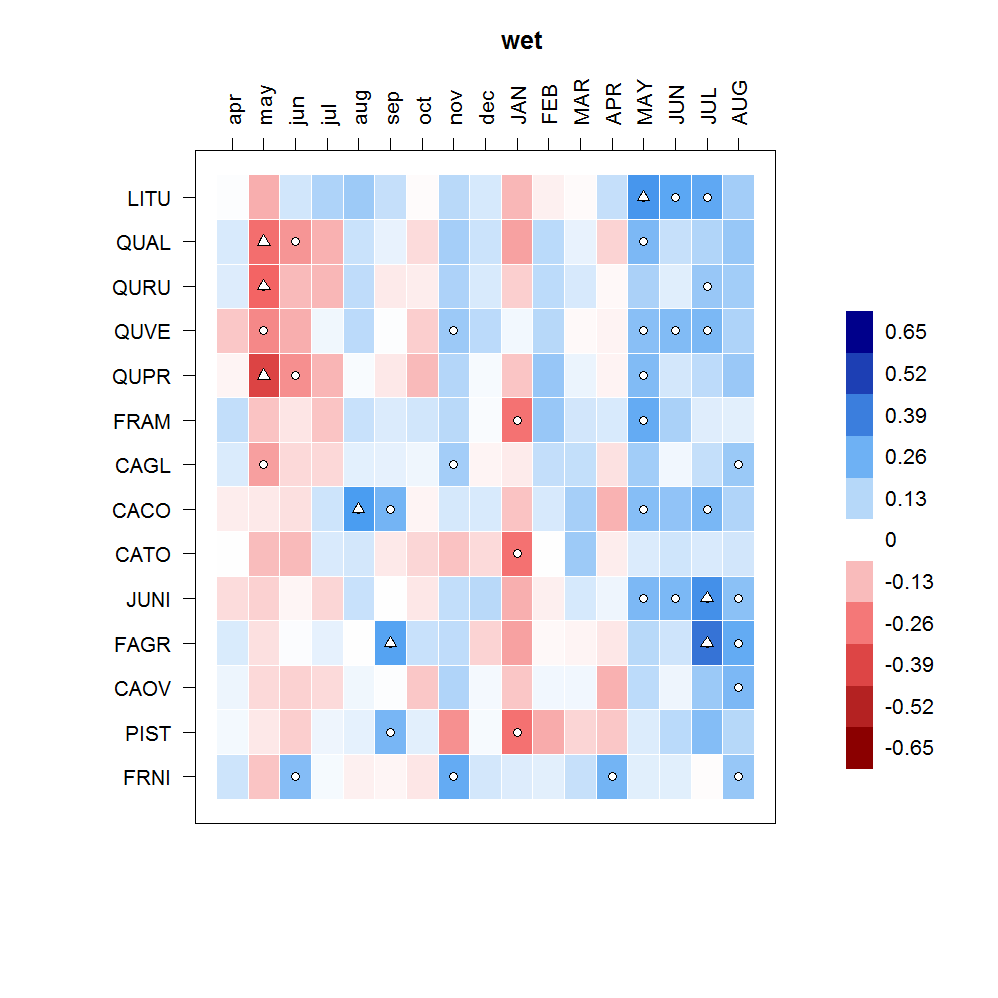 wet
apr may jun jul aug sep oct nov dec JAN FEB MAR APR MAY JUN JUL AUG
LITU
QUAL
QURU
QUVE
QUPR
FRAM
CAGL
CACO
CATO
JUNI
FAGR
CAOV
PIST
FRNI
0.65
0.52
0.39
0.26
0.13
0
-0.13
-0.26
-0.39
-0.52
-0.65